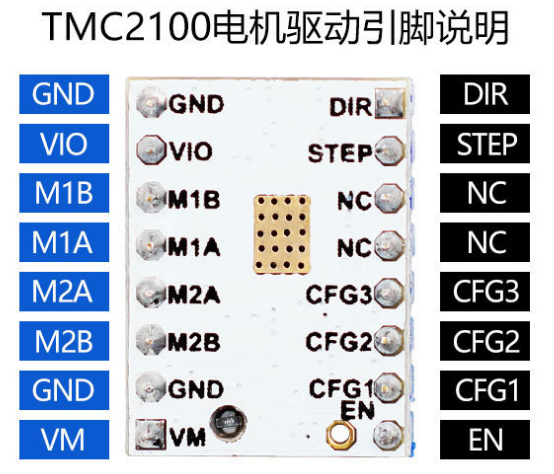 TMC2100电机驱动引脚说明
GND GND DIR DIR
VIO VIO STEP STEP
M1B M1B NC NC
M1A M1A NC NC
M2A M2A CFG3 CFG3
M2B M2B CFG2 CFG2
GND GND CFG1 CFG1
VM VM EN EN